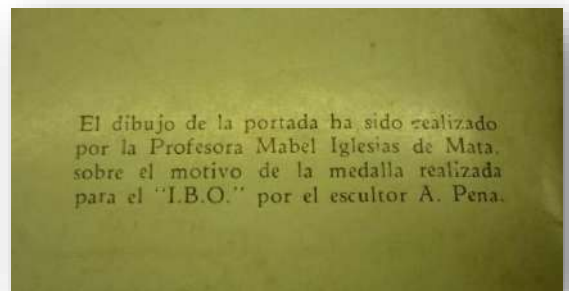 El dibujo de la portada ha sido realizado
por la Profesora Mabel Iglesias de Mata,
sobre el motivo de la medalla realizada
para el "I.B.O." por el escultor A. Pena.